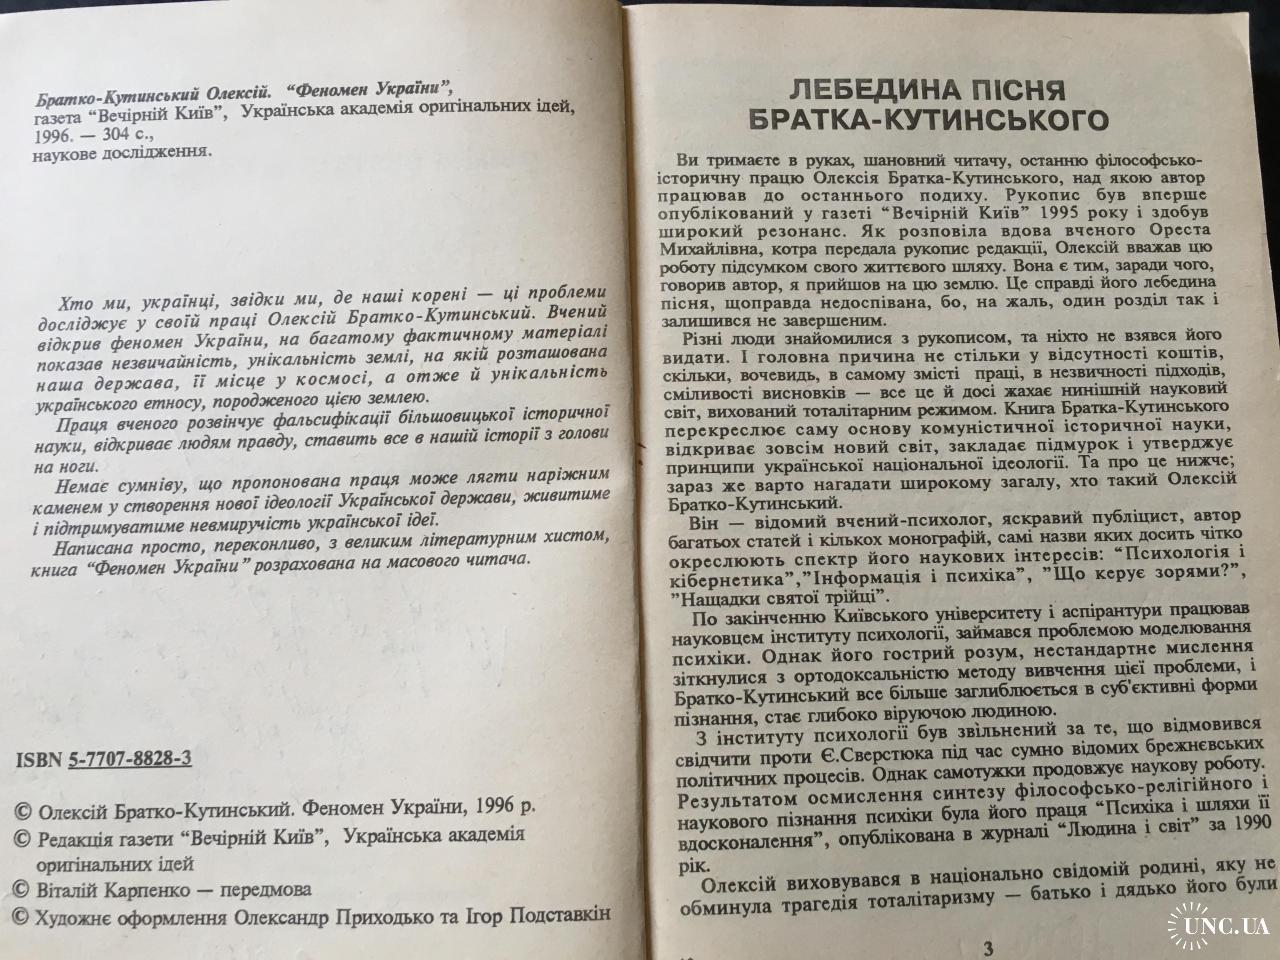 Братко-Кутинський Олексій. “Феномен України”,
газета “Вечірній Київ”, Українська академія оригінальних ідей,
1996. — 304 с.,
наукове дослідження.
Хто ми, українці, звідки ми, де наші корені — ці проблеми
досліджує у своїй праці Олексій Братко-Кутинський. Вчений
відкрив феномен України, на багатому фактичному матеріалі
показав незвичайність, унікальність землі, на якій розташована
наша держава, її місце у космосі, а отже й унікальність
українського етносу, породженого цією землею.
Праця вченого розвінчує фальсифікації більшовицької історичної
науки, відкриває людям правду, ставить все в нашій історії з голови
на ноги.
Немає сумніву, що пропонована праця може лягти наріжним
каменем у створення нової ідеології Української держави, живитиме
і підтримуватиме невмиручість української ідеї.
Написана просто, переконливо, з великим літературним хистом,
книга “Феномен України” розрахована на масового читача.
ISBN 5-7707-8828-3
© Олексій Братко-Кутинський. Феномен України, 1996 р.
© Редакція газети “Вечірній Київ”, Українська академія
оригінальних ідей
© Віталій Карпенко — передмова
© Художнє оформлення Олександр Приходько та Ігор Подставкін
ЛЕБЕДИНА ПІСНЯ
БРАТКА-КУТИНСЬКОГО
Ви тримаєте в руках, шановний читачу, останню філософсько-
історичну працю Олексія Братка-Кутинського, над якою автор
працював до останнього подиху. Рукопис був вперше
опублікований у газеті “Вечірній Київ” 1995 року і здобув
широкий резонанс. Як розповіла вдова вченого Ореста
Михайлівна, котра передала рукопис редакції, Олексій вважав цю
роботу підсумком свого життєвого шляху. Вона є тим, заради чого,
говорив автор, я прийшов на цю землю. Це справді його лебедина
пісня, щоправда недоспівана, бо, на жаль, один розділ так і
залишився не завершеним.
Різні люди знайомилися з рукописом, та ніхто не взявся його
видати. І головна причина не стільки у відсутності коштів,
скільки, вочевидь, в самому змісті праці, в незвичності підходів,
сміливості висновків — все це й досі жахає нинішній науковий
світ, вихований тоталітарним режимом. Книга Братка-Кутинського
перекреслює саму основу комуністичної історичної науки,
відкриває зовсім новий світ, закладає підмурок і утверджує
принципи української національної ідеології. Та про це нижче;
зараз же варто нагадати широкому загалу, хто такий Олексій
Братко-Кутинський.
Він — відомий вчений-психолог, яскравий публіцист, автор
багатьох статей і кількох монографій, самі назви яких досить чітко
окреслюють спектр його наукових інтересів: “Психологія і
кібернетика”,”Інформація і психіка”, ”Що керує зорями?”,
”Нащадки святої трійці”.
По закінченню Київського університету і аспірантури працював
науковцем інституту психології, займався проблемою моделювання
психіки. Однак його гострий розум, нестандартне мислення
зіткнулися з ортодоксальністю методу вивчення цієї проблеми, і
Братко-Кутинський все більше заглиблюється в суб'єктивні форми
пізнання, стає глибоко віруючою людиною.
З інституту психології був звільнений за те, що відмовився
свідчити проти Є.Сверстюка під час сумно відомих брежнєвських
політичних процесів. Однак самотужки продовжує наукову роботу.
Результатом осмислення синтезу філософсько-релігійного і
наукового пізнання психіки була його праця “Психіка і шляхи її
вдосконалення”, опублікована в журналі “Людина і світ” за 1990
рік.
Олексій виховувався в національно свідомій родині, яку не
обминула трагедія тоталітаризму — батько і дядько його були
3
UNC.UA